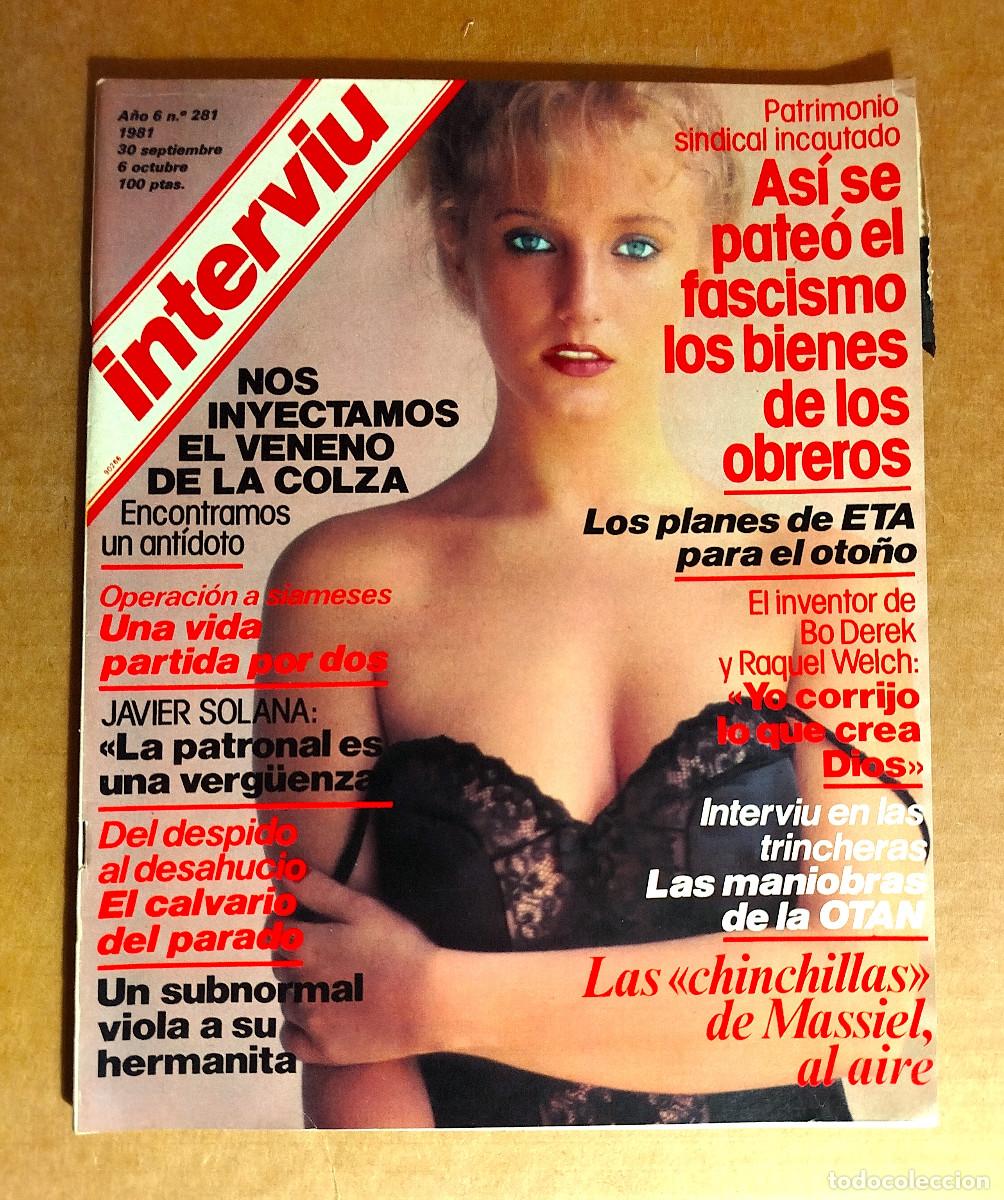 Año 6 n.º 281
1981
30 septiembre
6 octubre
100 ptas.
interviu
90766
NOS
INYECTAMOS
EL VENENO
DE LA COLZA
Encontramos
un antídoto
Operación a siameses
Una vida
partida por dos
JAVIER SOLANA:
«La patronal es
una vergüenza
Del despido
al desahucio
El calvario
del parado
Un subnormal
viola a su
hermanita
Patrimonio
sindical incautado
Así se
pateó el
fascismo
los bienes
de los
obreros
Los planes de ETA
para el otoño
El inventor de
Bo Derek
y Raquel Welch:
«Yo corrijo
lo que crea
Dios»
Interviu en las
trincheras
Las maniobras
de la OTAN
Las «chinchillas»
de Massiel,
al aire
todocoleccion